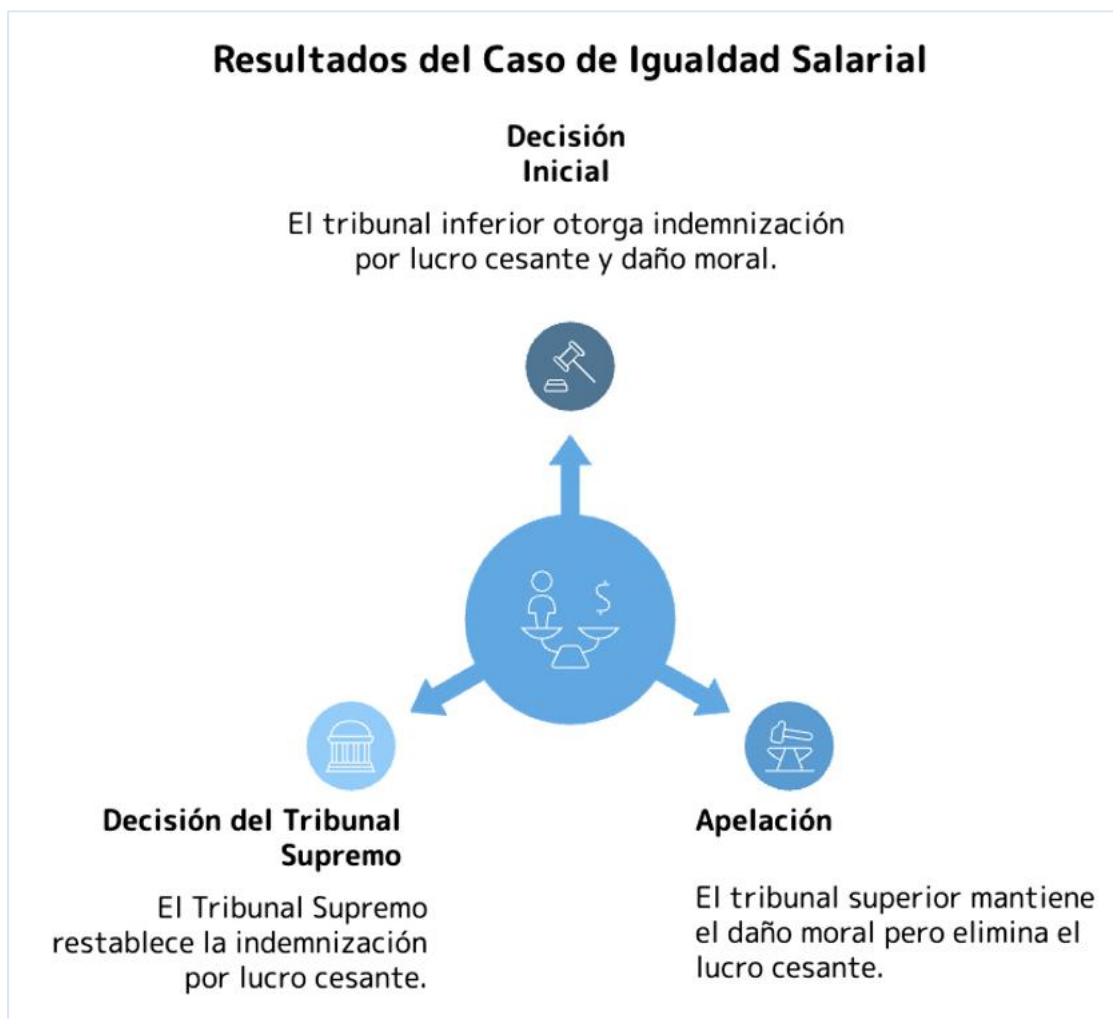 Resultados del Caso de Igualdad Salarial
Decisión
Inicial
El tribunal inferior otorga indemnización
por lucro cesante y daño moral.
$
Decisión del Tribunal
Supremo
El Tribunal Supremo
restablece la indemnización
por lucro cesante.
Apelación
El tribunal superior mantiene
el daño moral pero elimina el
lucro cesante.